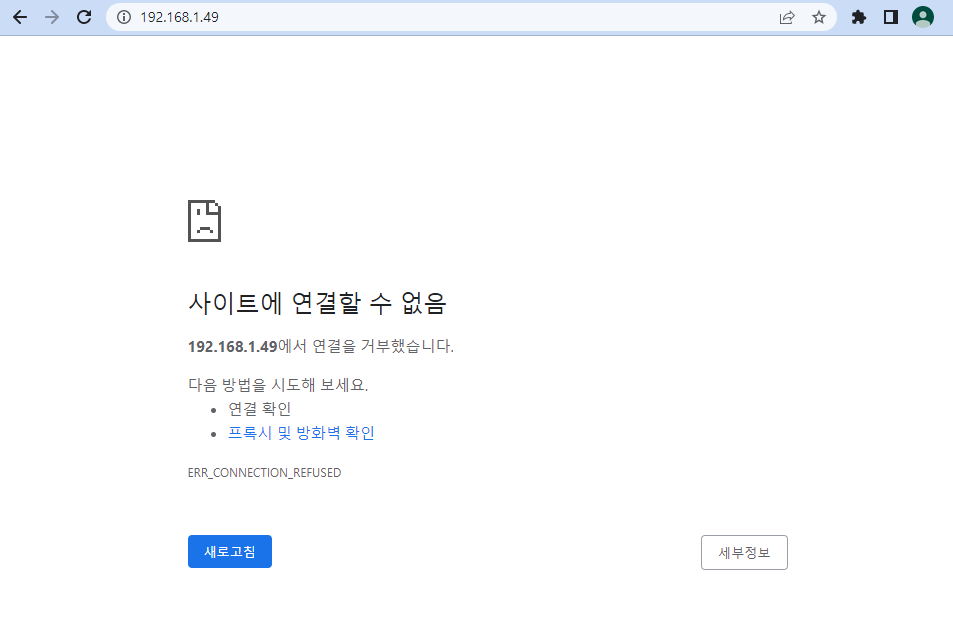 192.168.1.49
사이트에 연결할 수 없음
192.168.1.49에서 연결을 거부했습니다.
다음 방법을 시도해 보세요.
• 연결 확인
• 프록시 및 방화벽 확인
ERR_CONNECTION_REFUSED
새로고침 세부정보